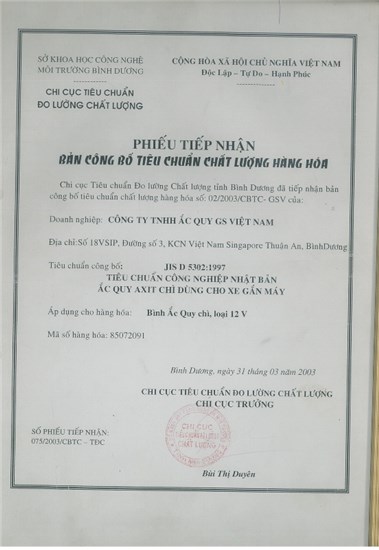 SỞ KHOA HỌC CÔNG NGHỆ
MÔI TRƯỜNG BÌNH DƯƠNG
CHI CỤC TIÊU CHUẨN
ĐO LƯỜNG CHẤT LƯỢNG
CỘNG HÒA XÃ HỘI CHỦ NGHĨA VIỆT NAM
Độc Lập - Tự Do - Hạnh Phúc
PHIẾU TIẾP NHẬN
BẢN CÔNG BỐ TIÊU CHUẨN CHẤT LƯỢNG HÀNG HÓA
Chi cục Tiêu chuẩn Đo lường Chất lượng tỉnh Bình Dương đã tiếp nhận bản
công bố tiêu chuẩn chất lượng hàng hóa số: 02/2003/CBTC- GSV của:
Doanh nghiệp: CÔNG TY TNHH ẮC QUY GS VIỆT NAM
Địa chỉ:Số 18VSIP, Đường số 3, KCN Việt Nam Singapore Thuận An, BìnhDương
Tiêu chuẩn công bố: JIS D 5302:1997
TIÊU CHUẨN CÔNG NGHIỆP NHẬT BẢN
ẮC QUY AXIT CHÌ DÙNG CHO XE GẮN MÁY
Áp dụng cho hàng hóa: Bình Ắc Quy chì, loại 12 V
Mã số hàng hóa: 85072091
Bình Dương, ngày 31 tháng 03 năm 2003
CHI CỤC TIÊU CHUẨN ĐO LƯỜNG CHẤT LƯỢNG
CHI CỤC TRƯỞNG
SỐ PHIẾU TIẾP NHẬN:
075/2003/CBTC - TĐC
CHI CỤC
CHẤT LƯỢNG
Bùi Thị Duyên